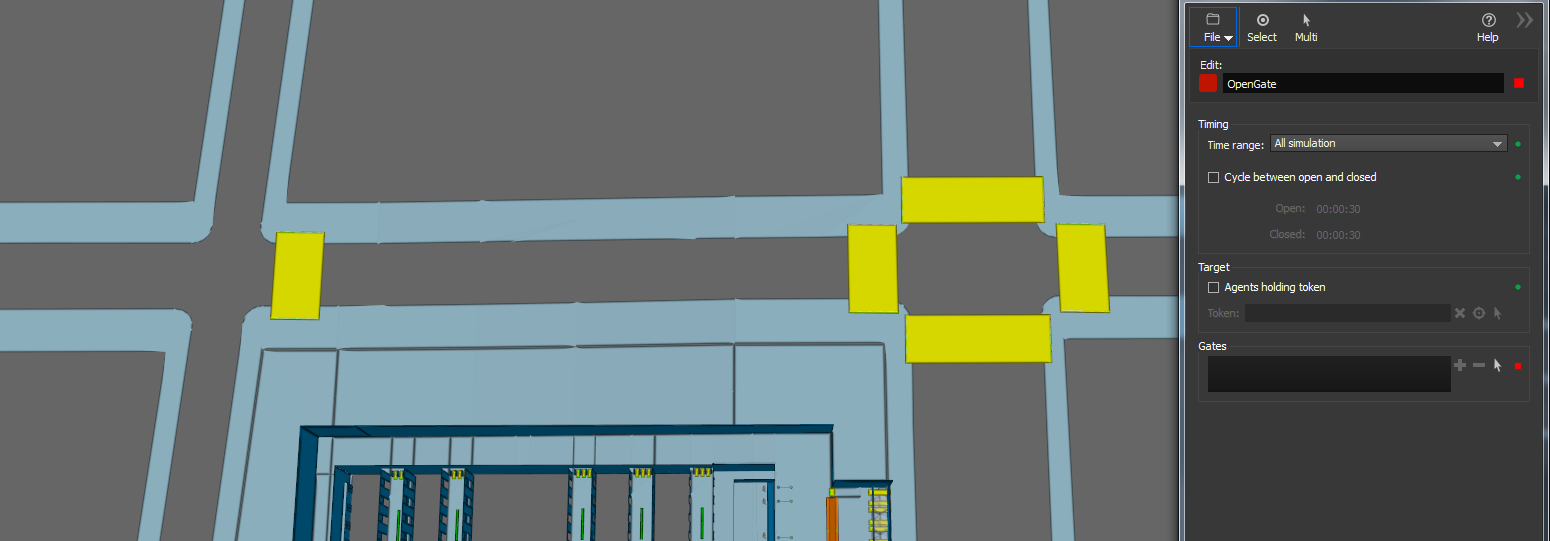 File Select Multi Help
Edit:
OpenGate
Timing
Time range: All simulation
Cycle between open and closed
Open: 00:00:30
Closed: 00:00:30
Target
Agents holding token
Token:
Gates